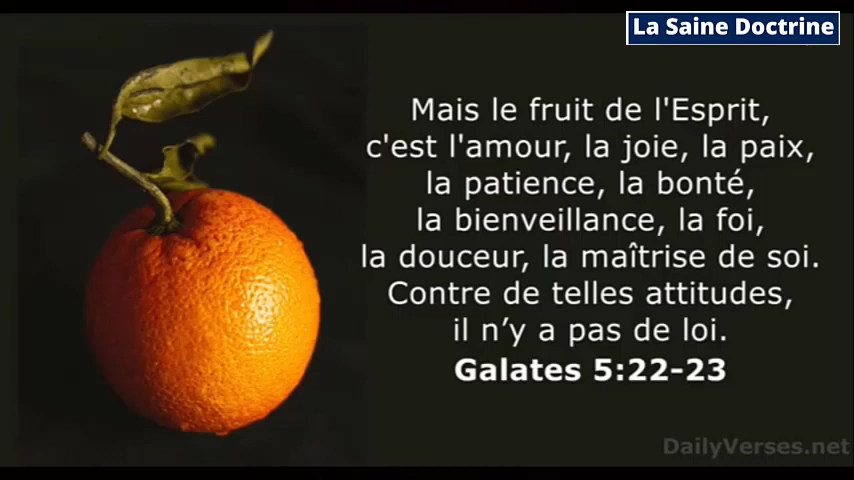 La Saine Doctrine
Mais le fruit de l'Esprit,
c'est l'amour, la joie, la paix,
la patience, la bonté,
la bienveillance, la foi,
la douceur, la maîtrise de soi.
Contre de telles attitudes,
il n’y a pas de loi.
Galates 5:22-23
DailyVerses.net